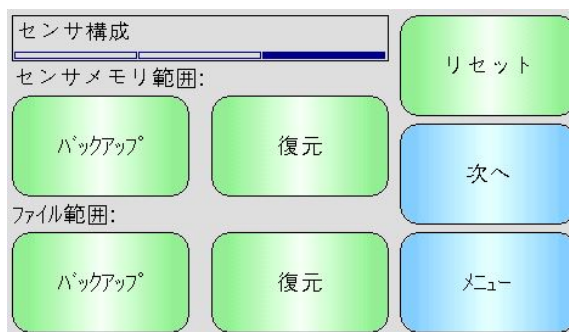 センサ構成
リセット
センサメモリ範囲:
バックアップ
復元
次へ
ファイル範囲:
バックアップ
復元
メニュー